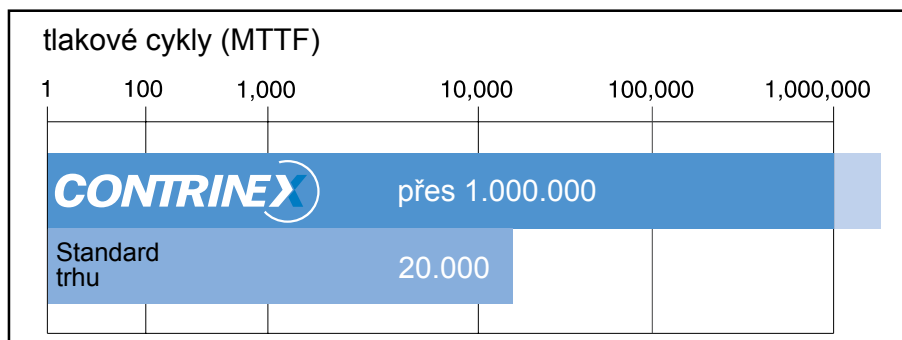 tlakové cykly (MTTF)
1 100 1,000 10,000 100,000 1,000,000
CONTRINEX přes 1.000.000
Standard
trhu
20.000